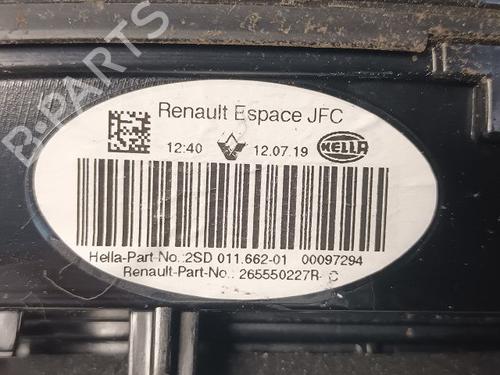 B-PARTS
Renault Espace JFC
12:40 12.07.19 HELLA
Hella-Part-No.:2SD 011.662-01 00097294
Renault-Part-No.: 265550227R- C